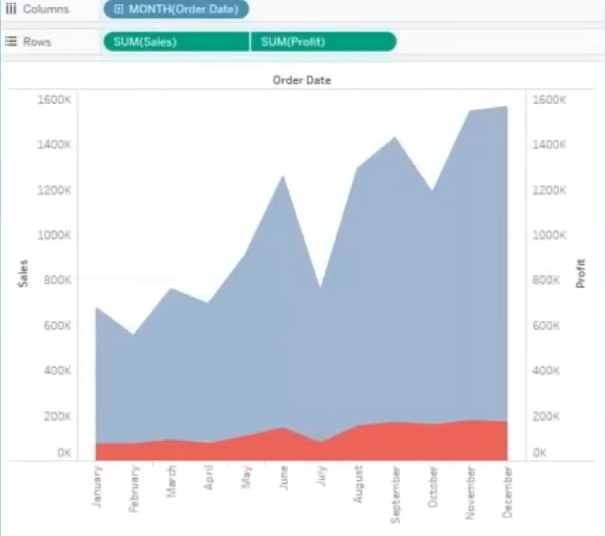 Columns
MONTH(Order Date)
Rows
SUM(Sales)
SUM(Profit)
Order Date
1600K
1400K
1200K
1000K
800K
600K
400K
200K
0K
Sales
1600K
1400K
1200K
1000K
800K
600K
400K
200K
0K
Profit
January
February
March
April
May
June
July
August
September
October
November
December